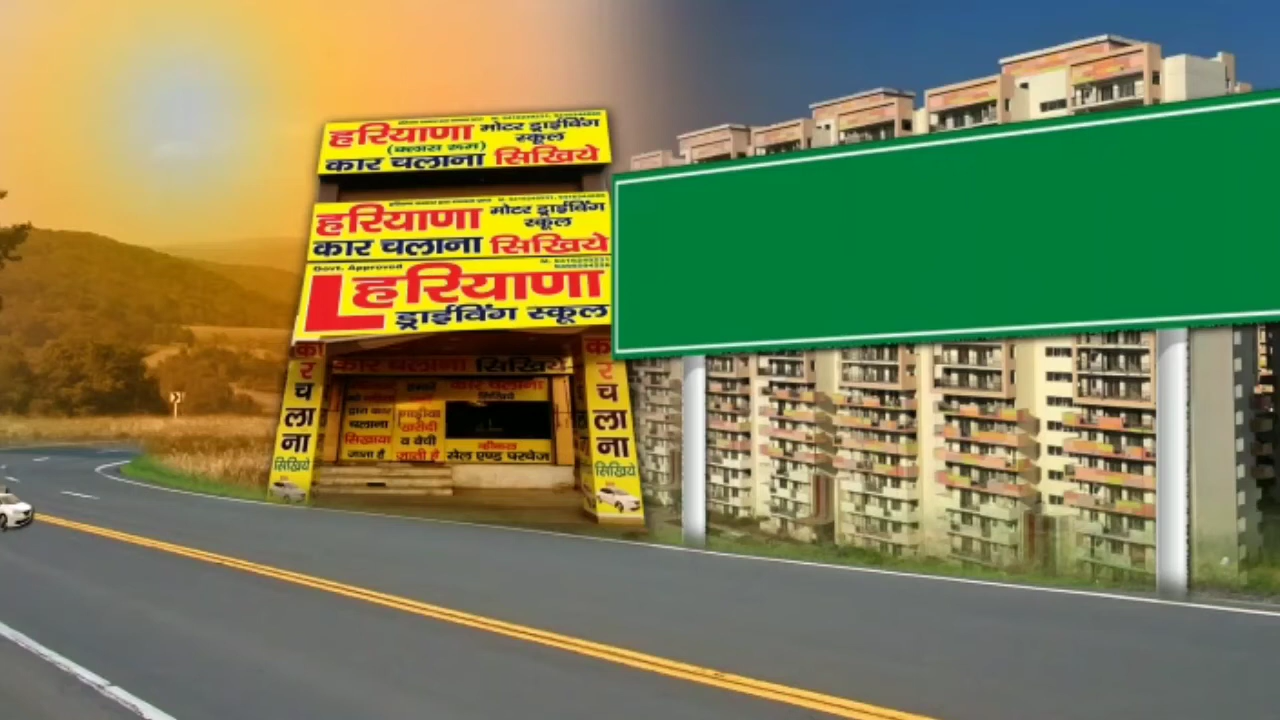 हरियाणा मोटर ड्राईविंग
स्कूल
(क्लास रूम)
कार चलाना सिखिये
हरियाणा मोटर ड्राईविंग
स्कूल
कार चलाना सिखिये
Govt. Approved
L हरियाणा
ड्राईविंग स्कूल
कार चलाना सिखिये
का
र
च
ला
ना
सिखिये
कार चलाना
सिखिये
चलाना
सिखाया
जाता है
गाड़ीया
खरीदी
व बेची
जाती है
सेल एण्ड परचेज
का
र
च
ला
ना
सिखिये